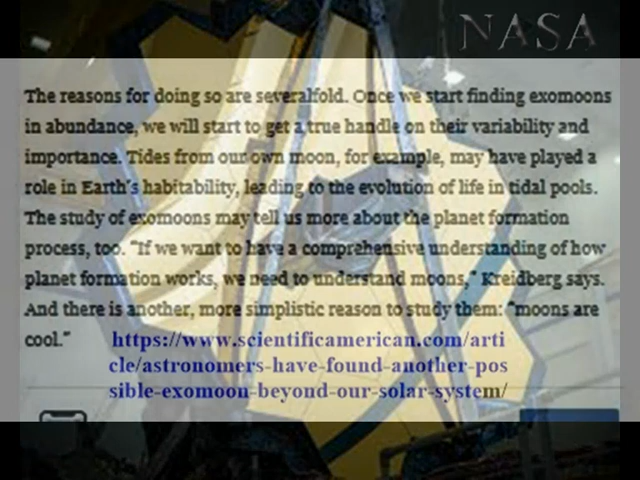 NASA
The reasons for doing so are severalfold. Once we start finding exomoons
in abundance, we will start to get a true handle on their variability and
importance. Tides from our own moon, for example, may have played a
role in Earth's habitability, leading to the evolution of life in tidal pools.
The study of exomoons may tell us more about the planet formation
process, too. "If we want to have a comprehensive understanding of how
planet formation works, we need to understand moons," Kreidberg says.
And there is another, more simplistic reason to study them: "moons are
cool."
https://www.scientificamerican.com/arti
cle/astronomers-have-found-another-pos
sible-exomoon-beyond-our-solar-system/